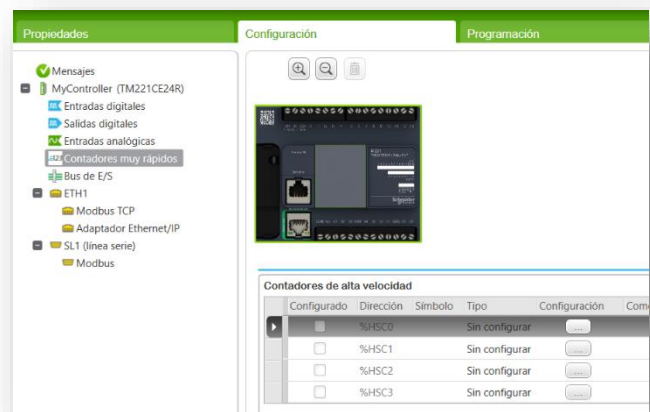 Propiedades
Configuración
Programación
Mensajes
MyController (TM221CE24R)
Entradas digitales
Salidas digitales
Entradas analógicas
Contadores muy rápidos
Bus de E/S
ETH1
Modbus TCP
Adaptador Ethernet/IP
SL1 (línea serie)
Modbus
Contadores de alta velocidad
Configurado Dirección Símbolo Tipo Configuración Come
%HSC0 Sin configurar ...
%HSC1 Sin configurar ...
%HSC2 Sin configurar ...
%HSC3 Sin configurar ...